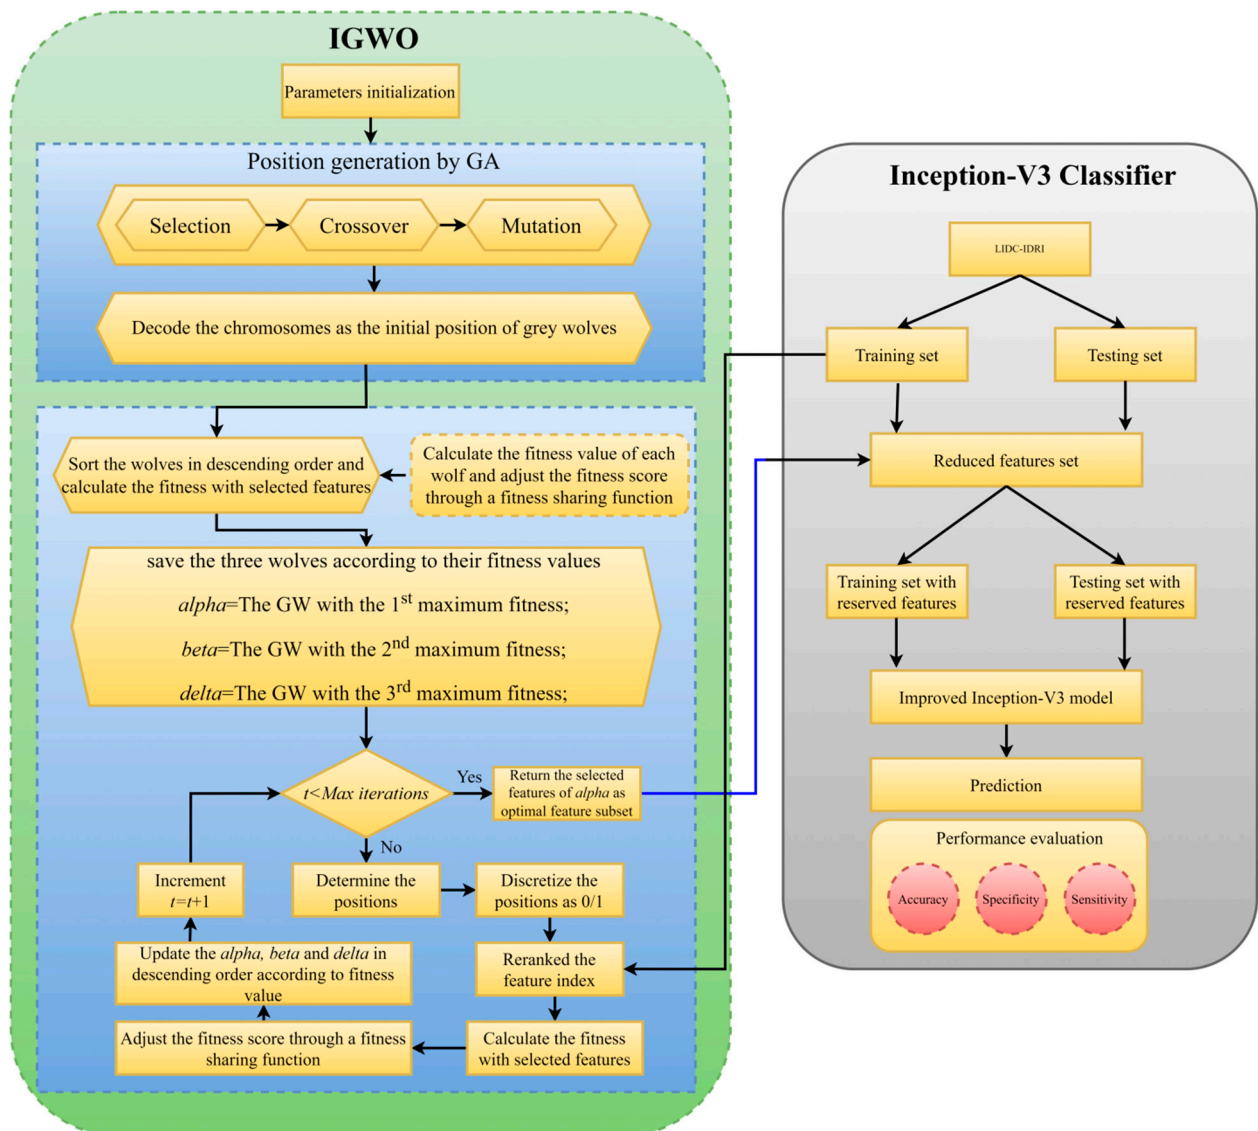 IGWO
Parameters initialization
Position generation by GA
Selection
Crossover
Mutation
Decode the chromosomes as the initial position of grey wolves
Sort the wolves in descending order and
calculate the fitness with selected features
Calculate the fitness value of each
wolf and adjust the fitness score
through a fitness sharing function
save the three wolves according to their fitness values
alpha=The GW with the 1st maximum fitness;
beta=The GW with the 2nd maximum fitness;
delta=The GW with the 3rd maximum fitness;
t<Max iterations
Yes
Return the selected
features of alpha as
optimal feature subset
No
Increment
t=t+1
Determine the
positions
Discretize the
positions as 0/1
Update the alpha, beta and delta in
descending order according to fitness
value
Reranked the
feature index
Adjust the fitness score through a fitness
sharing function
Calculate the fitness
with selected features
Inception-V3 Classifier
LIDC-IDRI
Training set
Testing set
Reduced features set
Training set with
reserved features
Testing set with
reserved features
Improved Inception-V3 model
Prediction
Performance evaluation
Accuracy
Specificity
Sensitivity